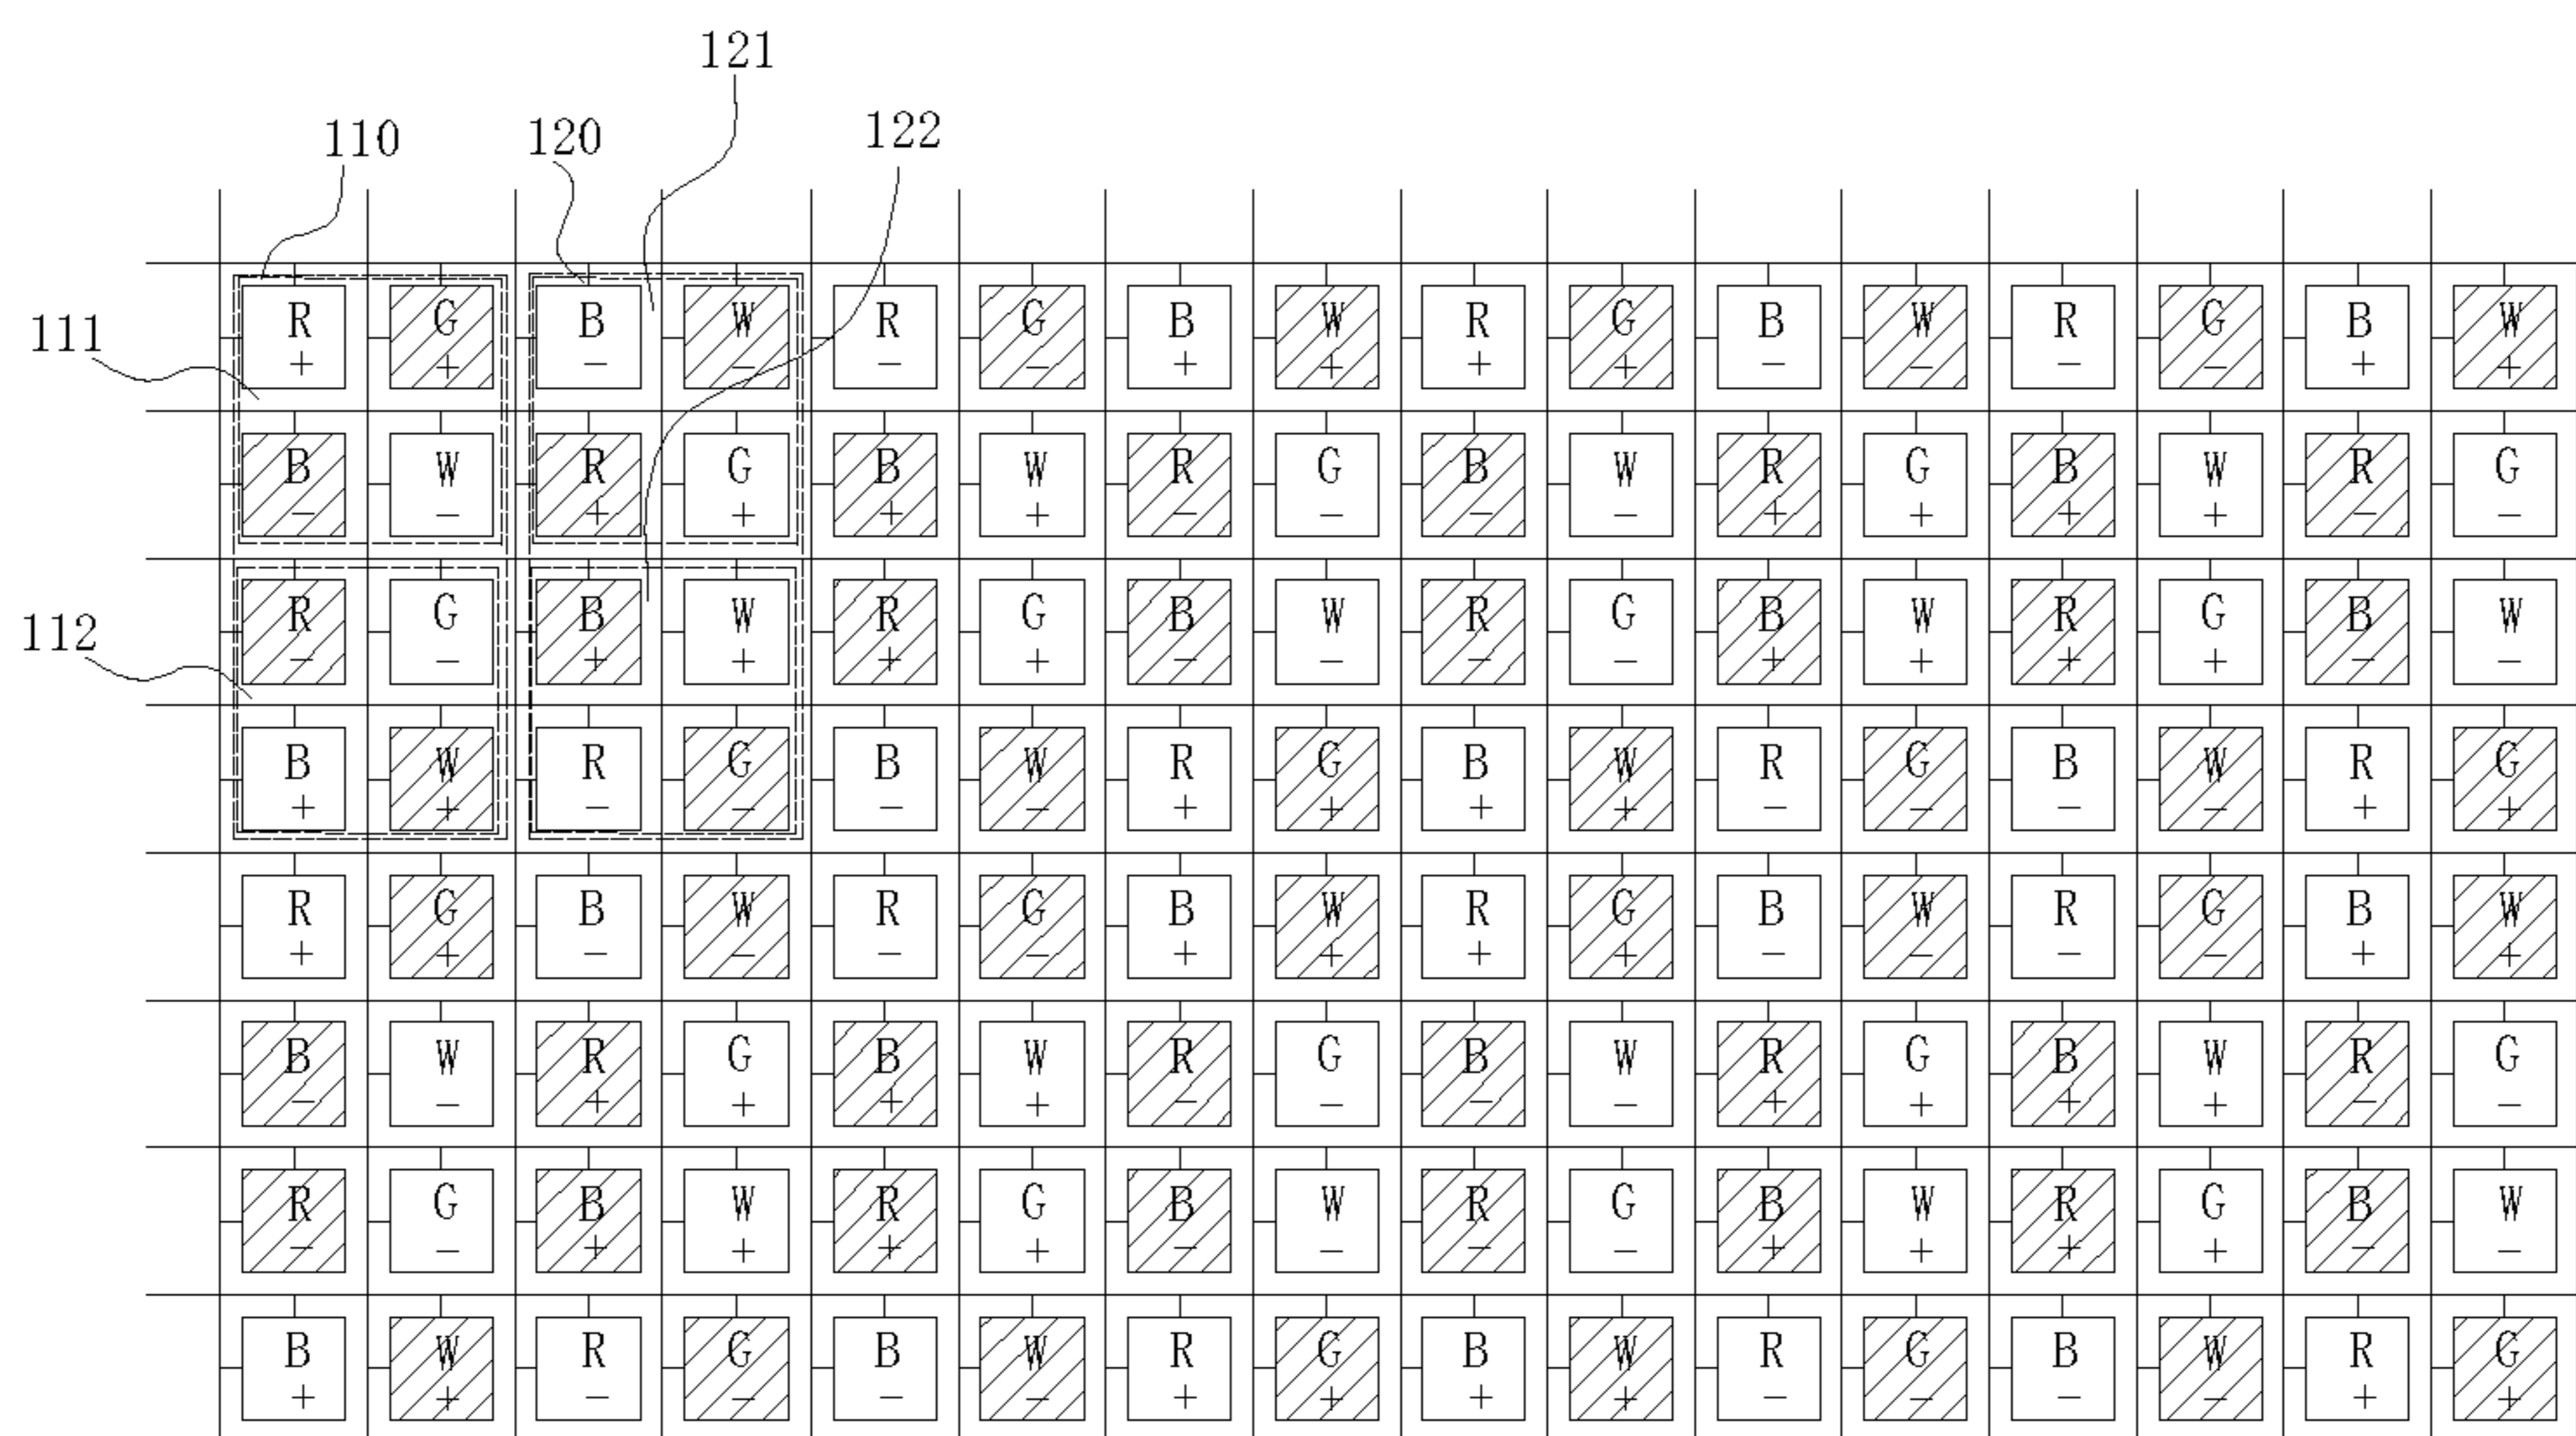 121
110 120 122
R G B W R G B W R G B W R G B W
111
+ + - - - - + + + + - - - - + +
B W R G B W R G B W R G B W R G
- - + + + + - - - - + + + + - -
R G B W R G B W R G B W R G B W
112
- - + + + + - - - - + + + + - -
B W R G B W R G B W R G B W R G
+ + - - - - + + + + - - - - + +
R G B W R G B W R G B W R G B W
+ + - - - - + + + + - - - - + +
B W R G B W R G B W R G B W R G
- - + + + + - - - - + + + + - -
R G B W R G B W R G B W R G B W
- - + + + + - - - - + + + + - -
B W R G B W R G B W R G B W R G
+ + - - - - + + + + - - - - + +